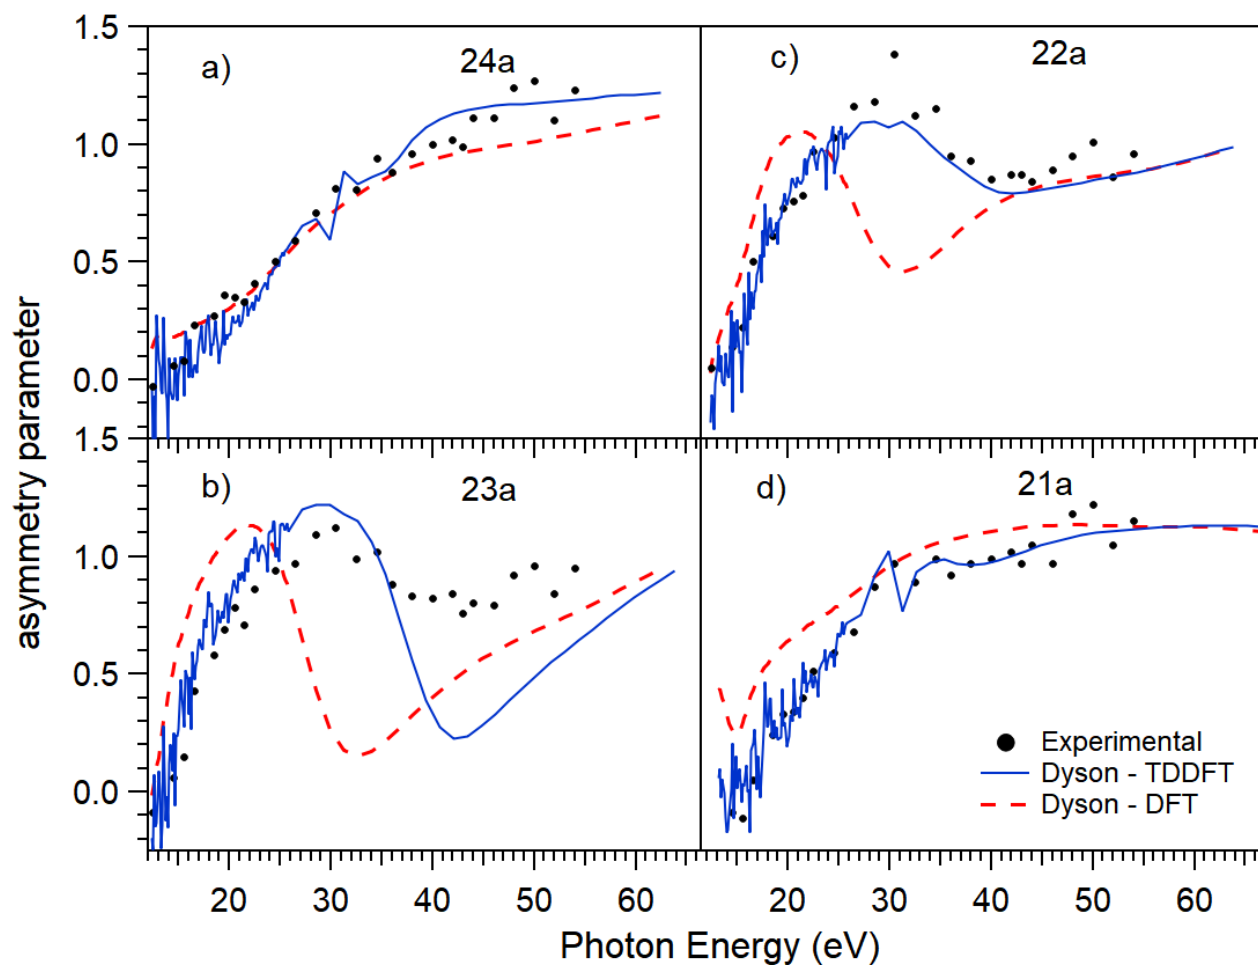 a)
24a
c)
22a
1.5
1.0
0.5
0.0
1.5
b)
23a
d)
21a
1.0
0.5
0.0
Experimental
Dyson - TDDFT
Dyson - DFT
20
30
40
50
60
20
30
40
50
60
asymmetry parameter
Photon Energy (eV)